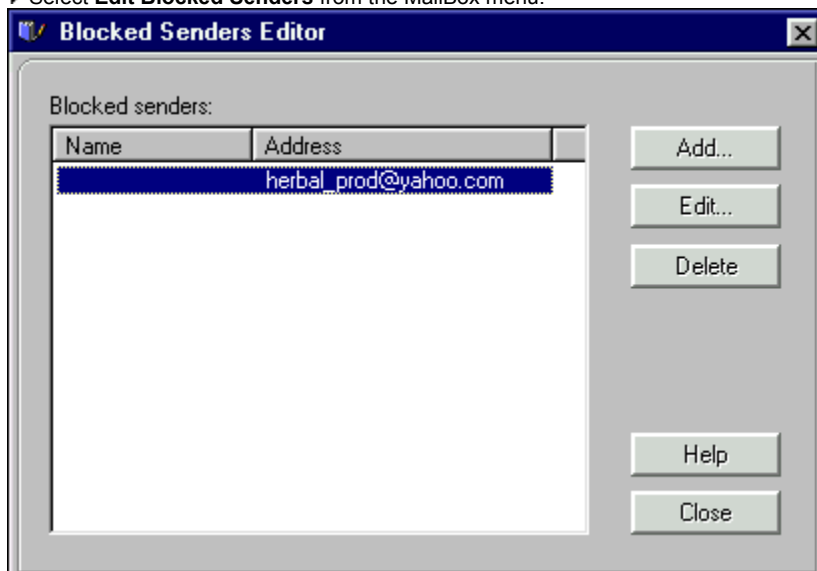 Select Edit Blocked Senders from the MailBox menu.
Blocked Senders Editor
Blocked senders:
Name Address
herbal_prod@yahoo.com
Add...
Edit...
Delete
Help
Close